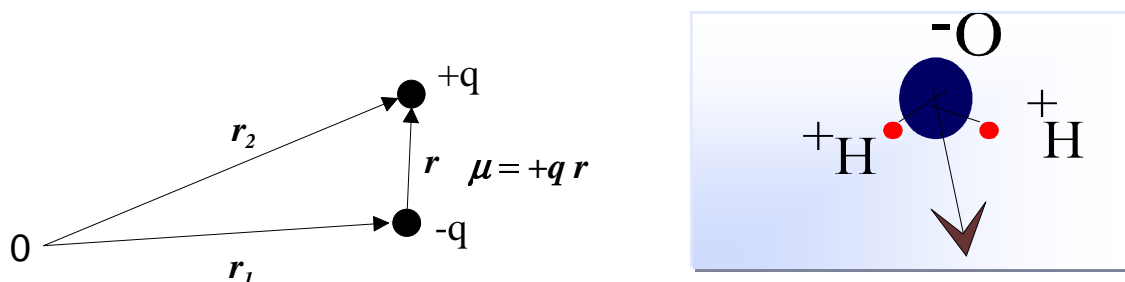 +q
r₂
r
μ = +q r
0
-q
r₁
-O
+H
+H